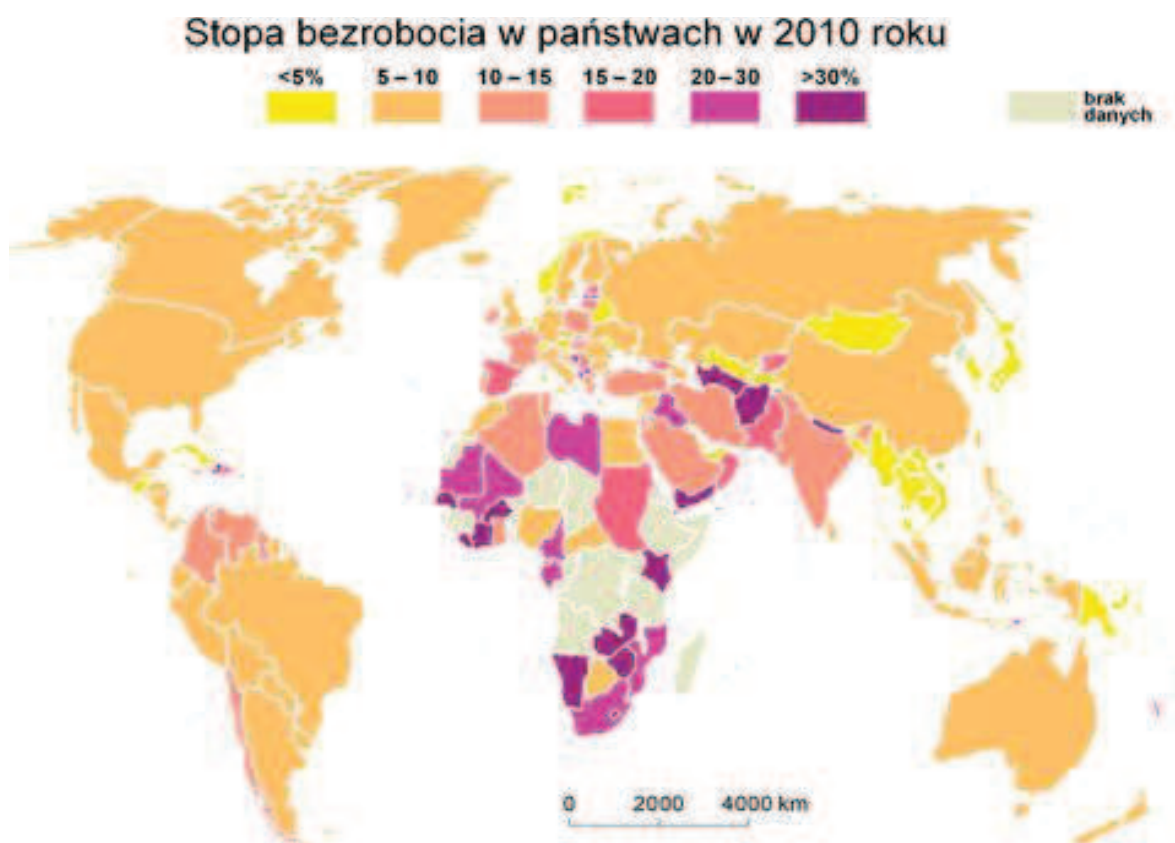 Stopa bezrobocia w państwach w 2010 roku
<5% 5–10 10–15 15–20 20–30 >30% brak danych
0 2000 4000 km